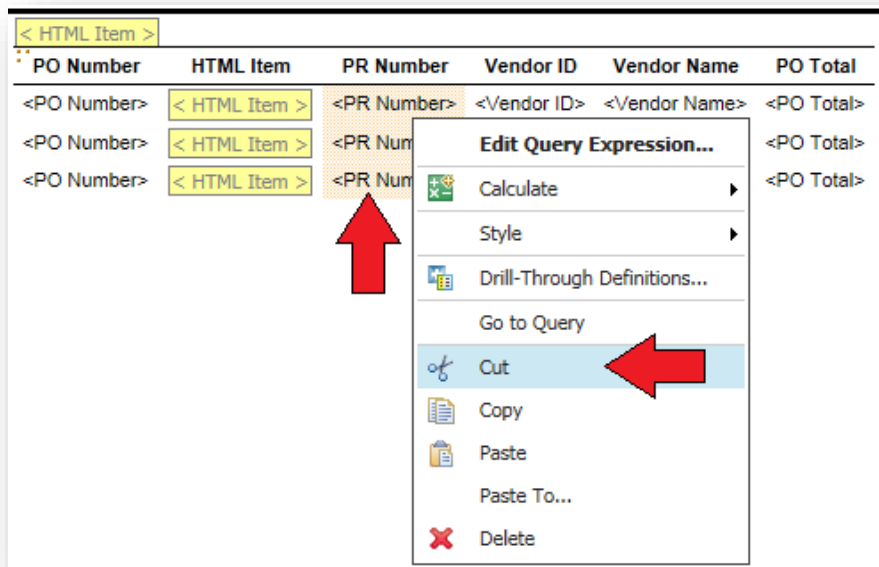 < HTML Item >
PO Number HTML Item PR Number Vendor ID Vendor Name PO Total
<PO Number> < HTML Item > <PR Number> <Vendor ID> <Vendor Name> <PO Total>
<PO Number> < HTML Item > <PR Num <PO Total>
<PO Number> < HTML Item > <PR Num <PO Total>
Edit Query Expression...
Calculate
Style
Drill-Through Definitions...
Go to Query
Cut
Copy
Paste
Paste To...
Delete